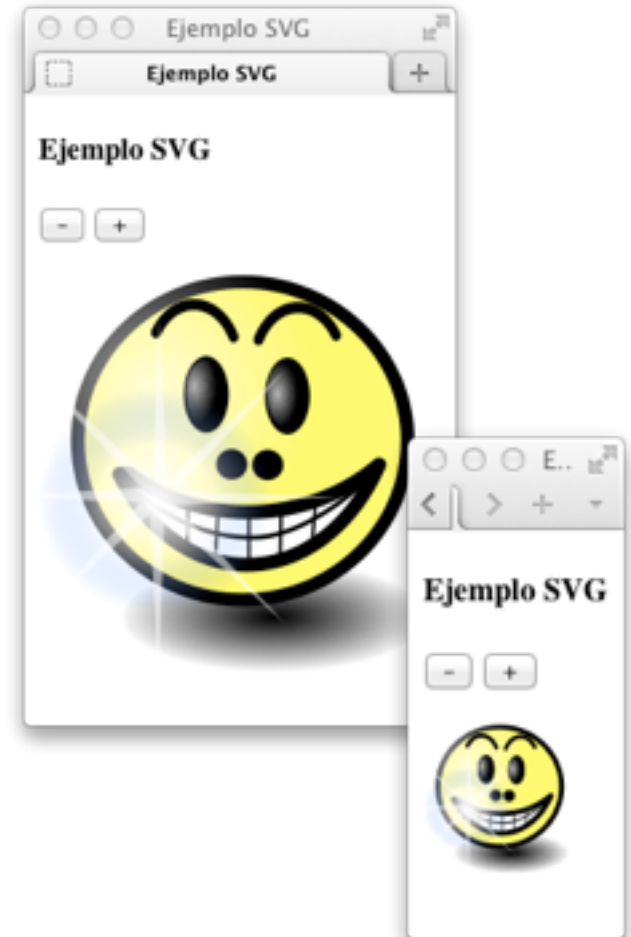 Ejemplo SVG
Ejemplo SVG +
Ejemplo SVG
- +
E..
+
Ejemplo SVG
- +